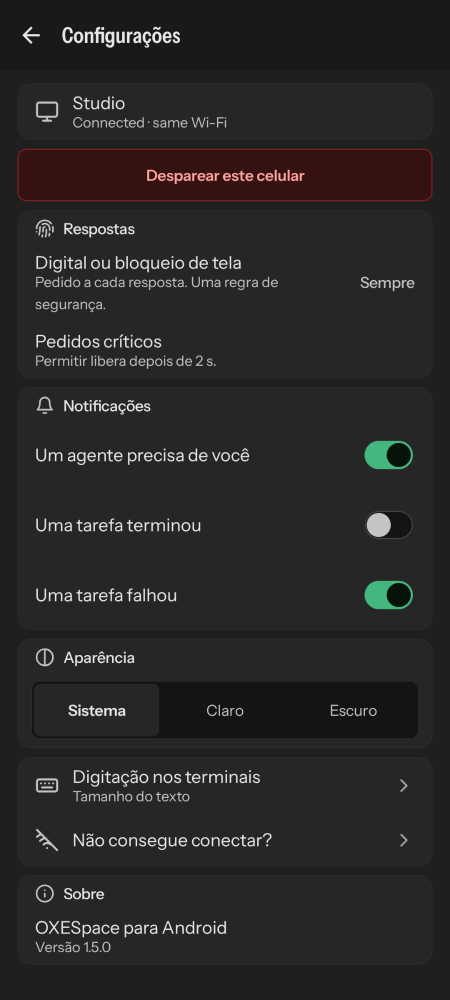 Configurações
Studio
Connected · same Wi-Fi
Desparear este celular
Respostas
Digital ou bloqueio de tela
Pedido a cada resposta. Uma regra de
segurança.
Sempre
Pedidos críticos
Permitir libera depois de 2 s.
Notificações
Um agente precisa de você
Uma tarefa terminou
Uma tarefa falhou
Aparência
Sistema
Claro
Escuro
Digitação nos terminais
Tamanho do texto
Não consegue conectar?
Sobre
OXESpace para Android
Versão 1.5.0